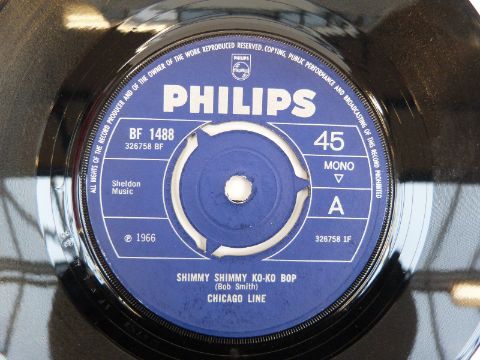 ALL RIGHTS OF THE RECORD PRODUCER AND OF THE OWNER OF THE WORK REPRODUCED RESERVED. COPYING, PUBLIC PERFORMANCE AND BROADCASTING OF THIS RECORD PROHIBITED
PHILIPS
PHILIPS
BF 1488
326758 BF
45
MONO
Sheldon
Music
A
℗ 1966
326758 1F
SHIMMY SHIMMY KO-KO BOP
(Bob Smith)
CHICAGO LINE